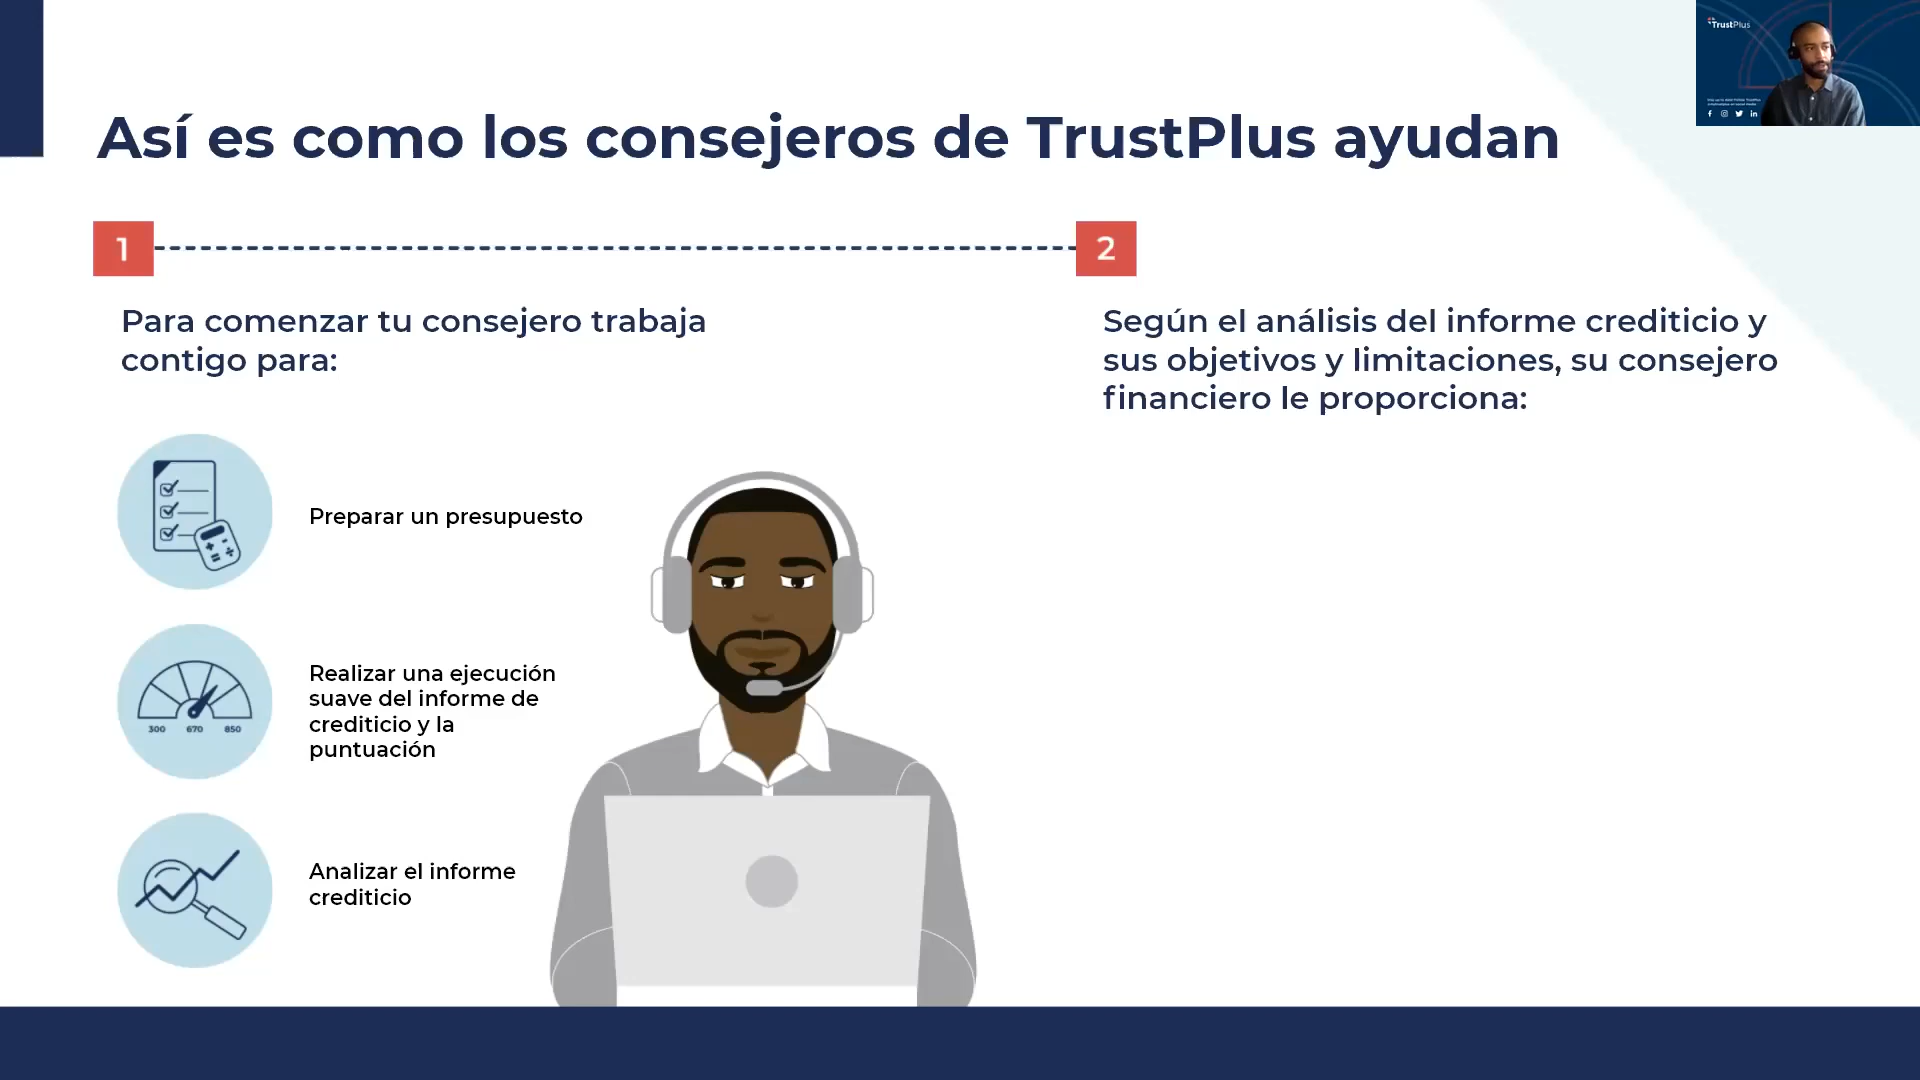 TrustPlus
Así es como los consejeros de TrustPlus ayudan
1
2
Para comenzar tu consejero trabaja
contigo para:
Según el análisis del informe crediticio y
sus objetivos y limitaciones, su consejero
financiero le proporciona:
Preparar un presupuesto
Realizar una ejecución
suave del informe de
crediticio y la
puntuación
300 670 850
Analizar el informe
crediticio